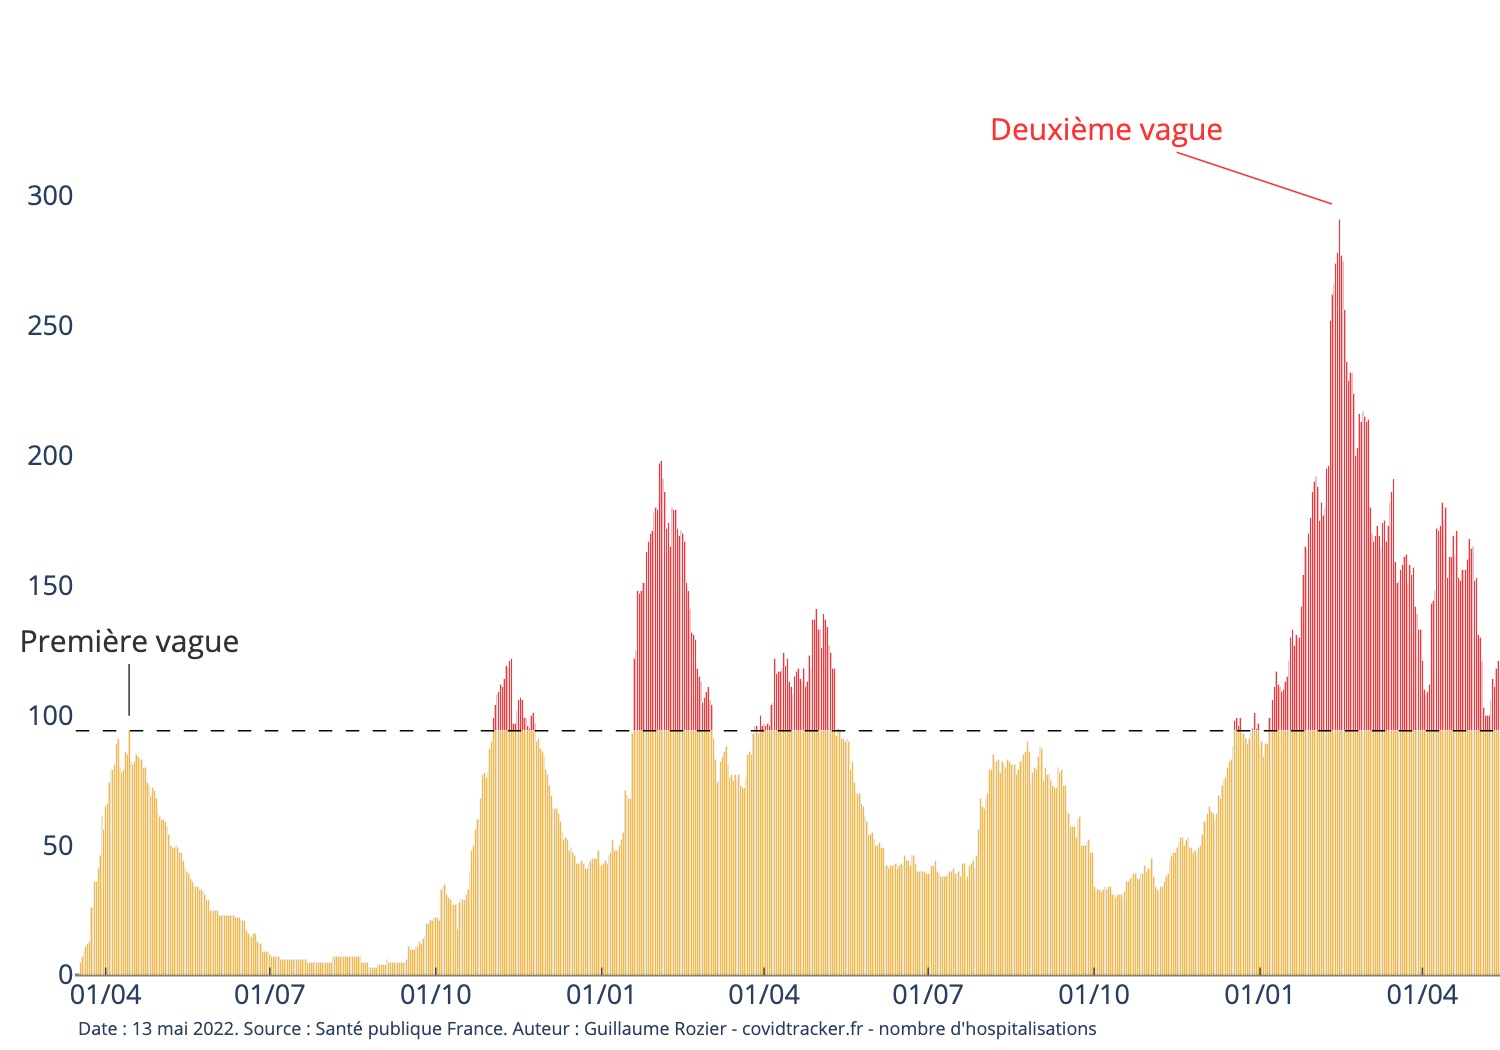 Deuxième vague
300
250
200
150
Première vague
100
50
0
01/04 01/07 01/10 01/01 01/04 01/07 01/10 01/01 01/04
Date : 13 mai 2022. Source : Santé publique France. Auteur : Guillaume Rozier - covidtracker.fr - nombre d'hospitalisations